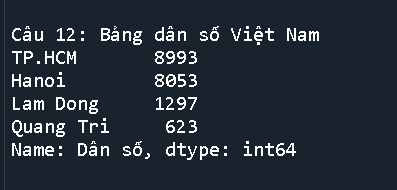 Câu 12: Bảng dân số Việt Nam
TP.HCM 8993
Hanoi 8053
Lam Dong 1297
Quang Tri 623
Name: Dân số, dtype: int64